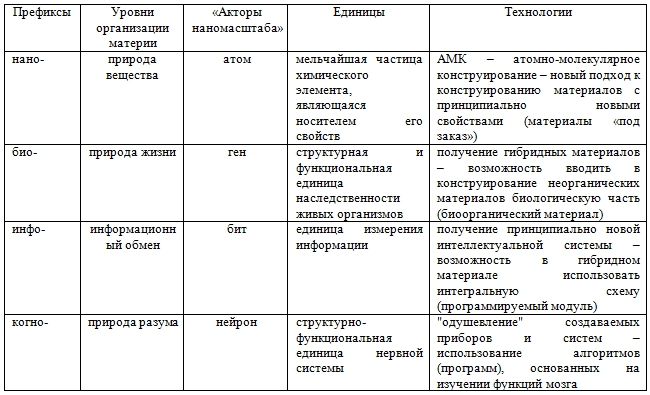 Префиксы
Уровни
организации
материи
«Акторы
наномасштаба»
Единицы
Технологии
нано-
природа
вещества
атом
мельчайшая частица
химического
элемента,
являющаяся
носителем его
свойств
АМК – атомно-молекулярное
конструирование – новый подход к
конструированию материалов с
принципиально новыми
свойствами (материалы «под
заказ»)
био-
природа жизни
ген
структурная и
функциональная
единица
наследственности
живых организмов
получение гибридных материалов
– возможность вводить в
конструирование неорганических
материалов биологическую часть
(биоорганический материал)
инфо-
информационн
ый обмен
бит
единица измерения
информации
получение принципиально новой
интеллектуальной системы –
возможность в гибридном
материале использовать
интегральную схему
(программируемый модуль)
когно-
природа разума
нейрон
структурно-
функциональная
единица нервной
системы
"одушевление" создаваемых
приборов и систем –
использование алгоритмов
(программ), основанных на
изучении функций мозга